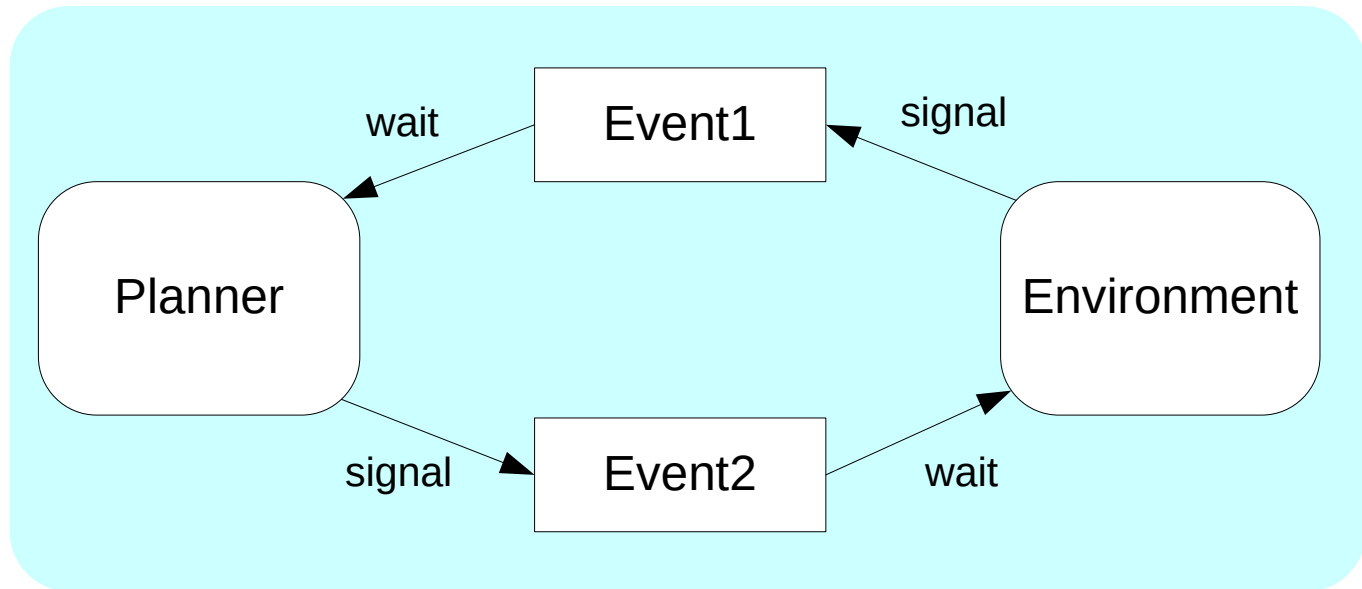 wait
Event1
signal
Planner
Environment
signal
Event2
wait